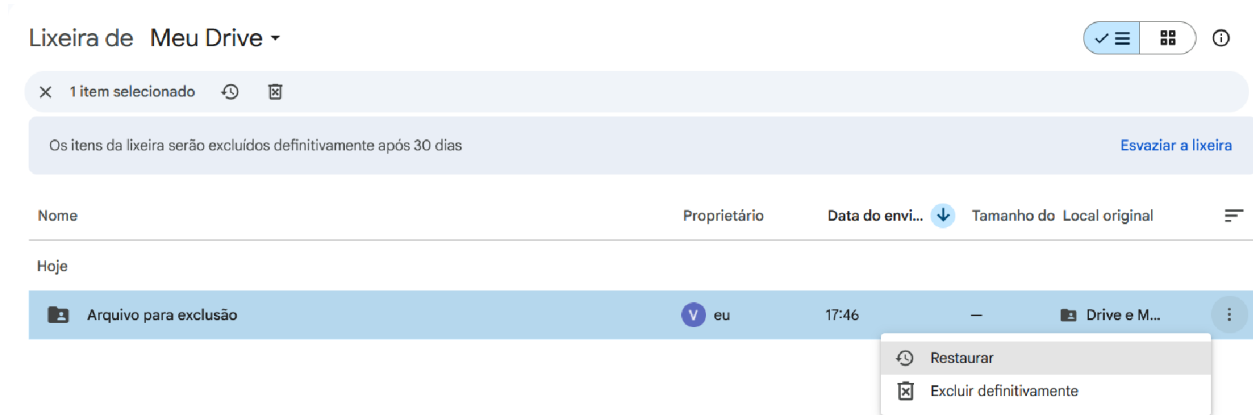 Lixeira de Meu Drive
1 item selecionado
Os itens da lixeira serão excluídos definitivamente após 30 dias Esvaziar a lixeira
Nome Proprietário Data do envi... Tamanho do Local original
Hoje
Arquivo para exclusão V eu 17:46 — Drive e M...
Restaurar
Excluir definitivamente